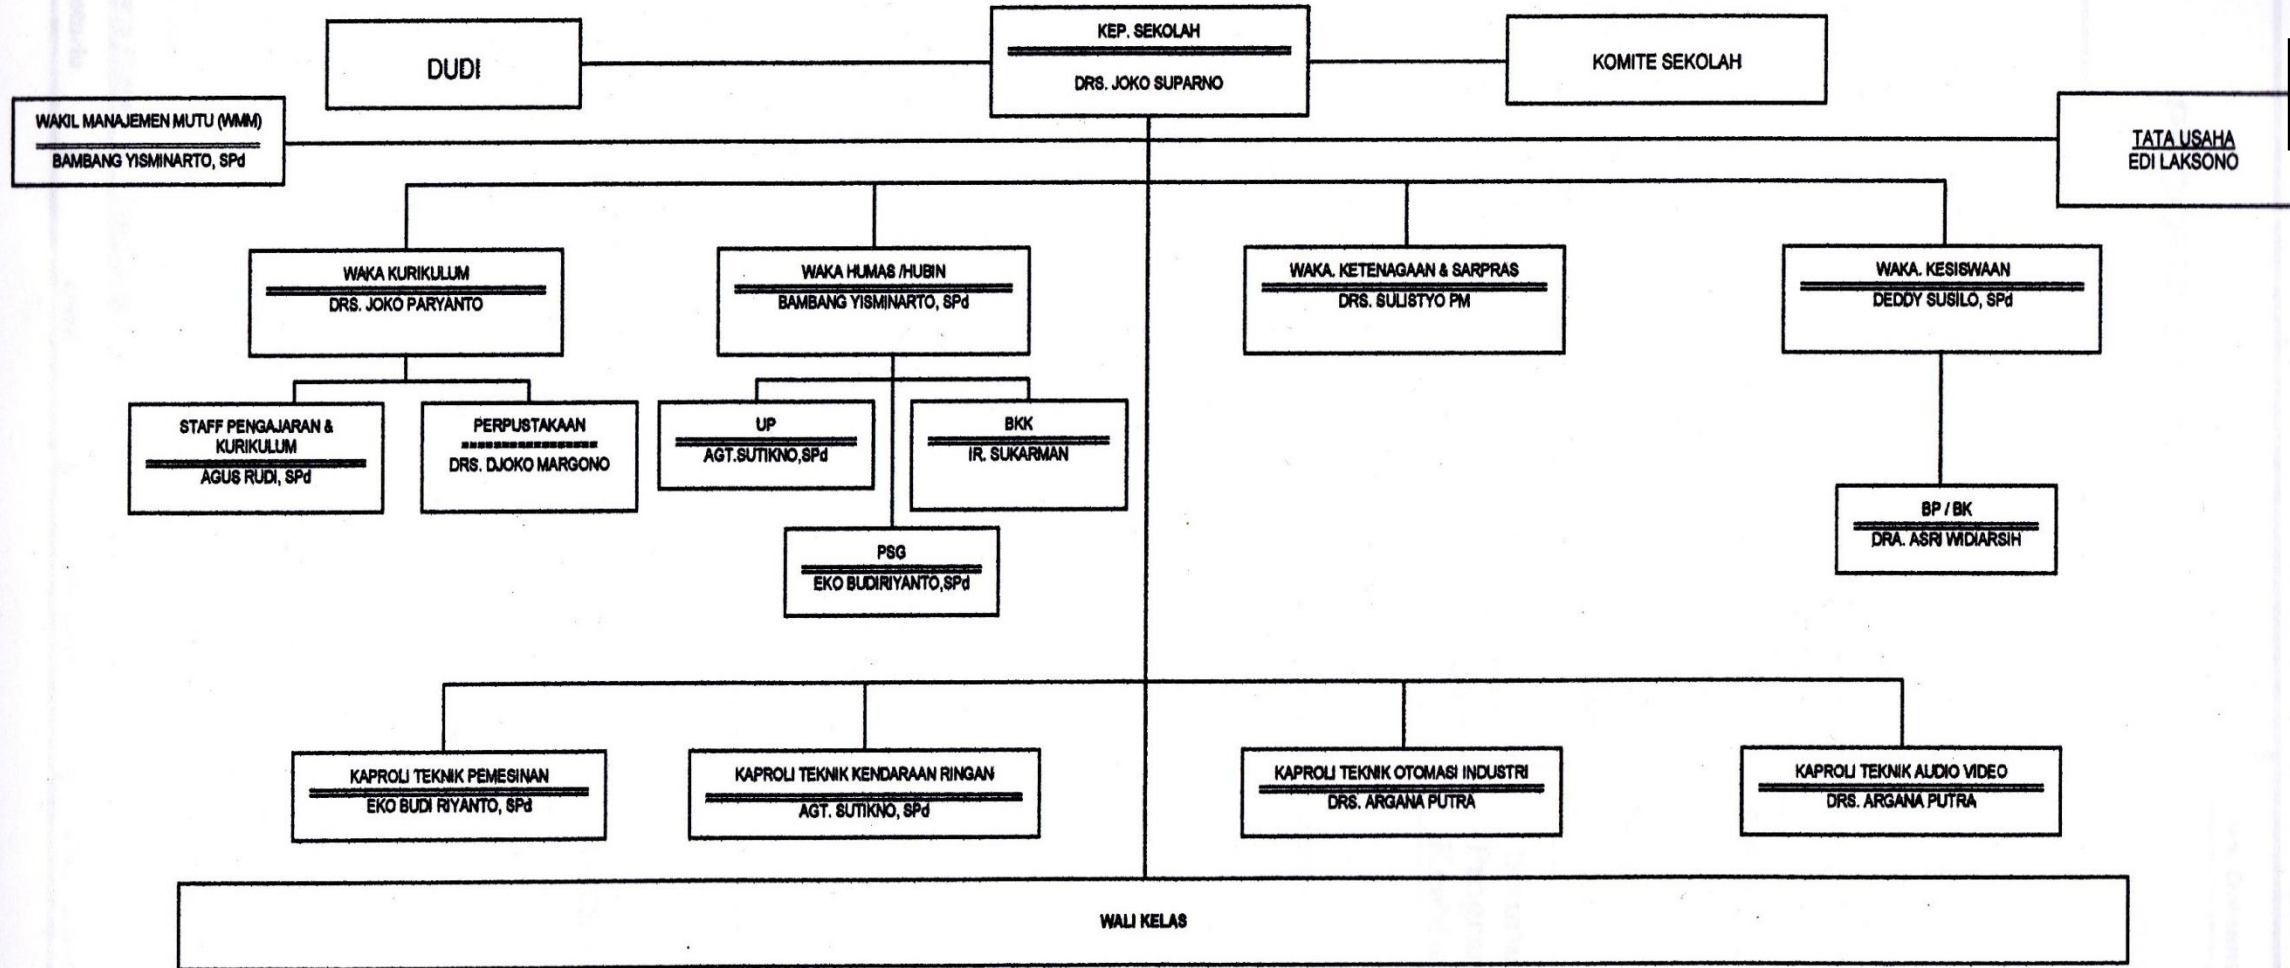 DUDI
KEP. SEKOLAH
DRS. JOKO SUPARNO
KOMITE SEKOLAH
WAKIL MANAJEMEN MUTU (WMM)
BAMBANG YISMINARTO, SPd
TATA USAHA
EDI LAKSONO
WAKA KURIKULUM
DRS. JOKO PARYANTO
WAKA HUMAS /HUBIN
BAMBANG YISMINARTO, SPd
WAKA. KETENAGAAN & SARPRAS
DRS. SULISTYO PM
WAKA. KESISWAAN
DEDDY SUSILO, SPd
STAFF PENGAJARAN &
KURIKULUM
AGUS RUDI, SPd
PERPUSTAKAAN
DRS. DJOKO MARGONO
UP
AGT.SUTIKNO,SPd
BKK
IR. SUKARMAN
PSG
EKO BUDIRIYANTO,SPd
BP / BK
DRA. ASRI WIDIARSIH
KAPROLI TEKNIK PEMESINAN
EKO BUDI RIYANTO, SPd
KAPROLI TEKNIK KENDARAAN RINGAN
AGT. SUTIKNO, SPd
KAPROLI TEKNIK OTOMASI INDUSTRI
DRS. ARGANA PUTRA
KAPROLI TEKNIK AUDIO VIDEO
DRS. ARGANA PUTRA
WALI KELAS